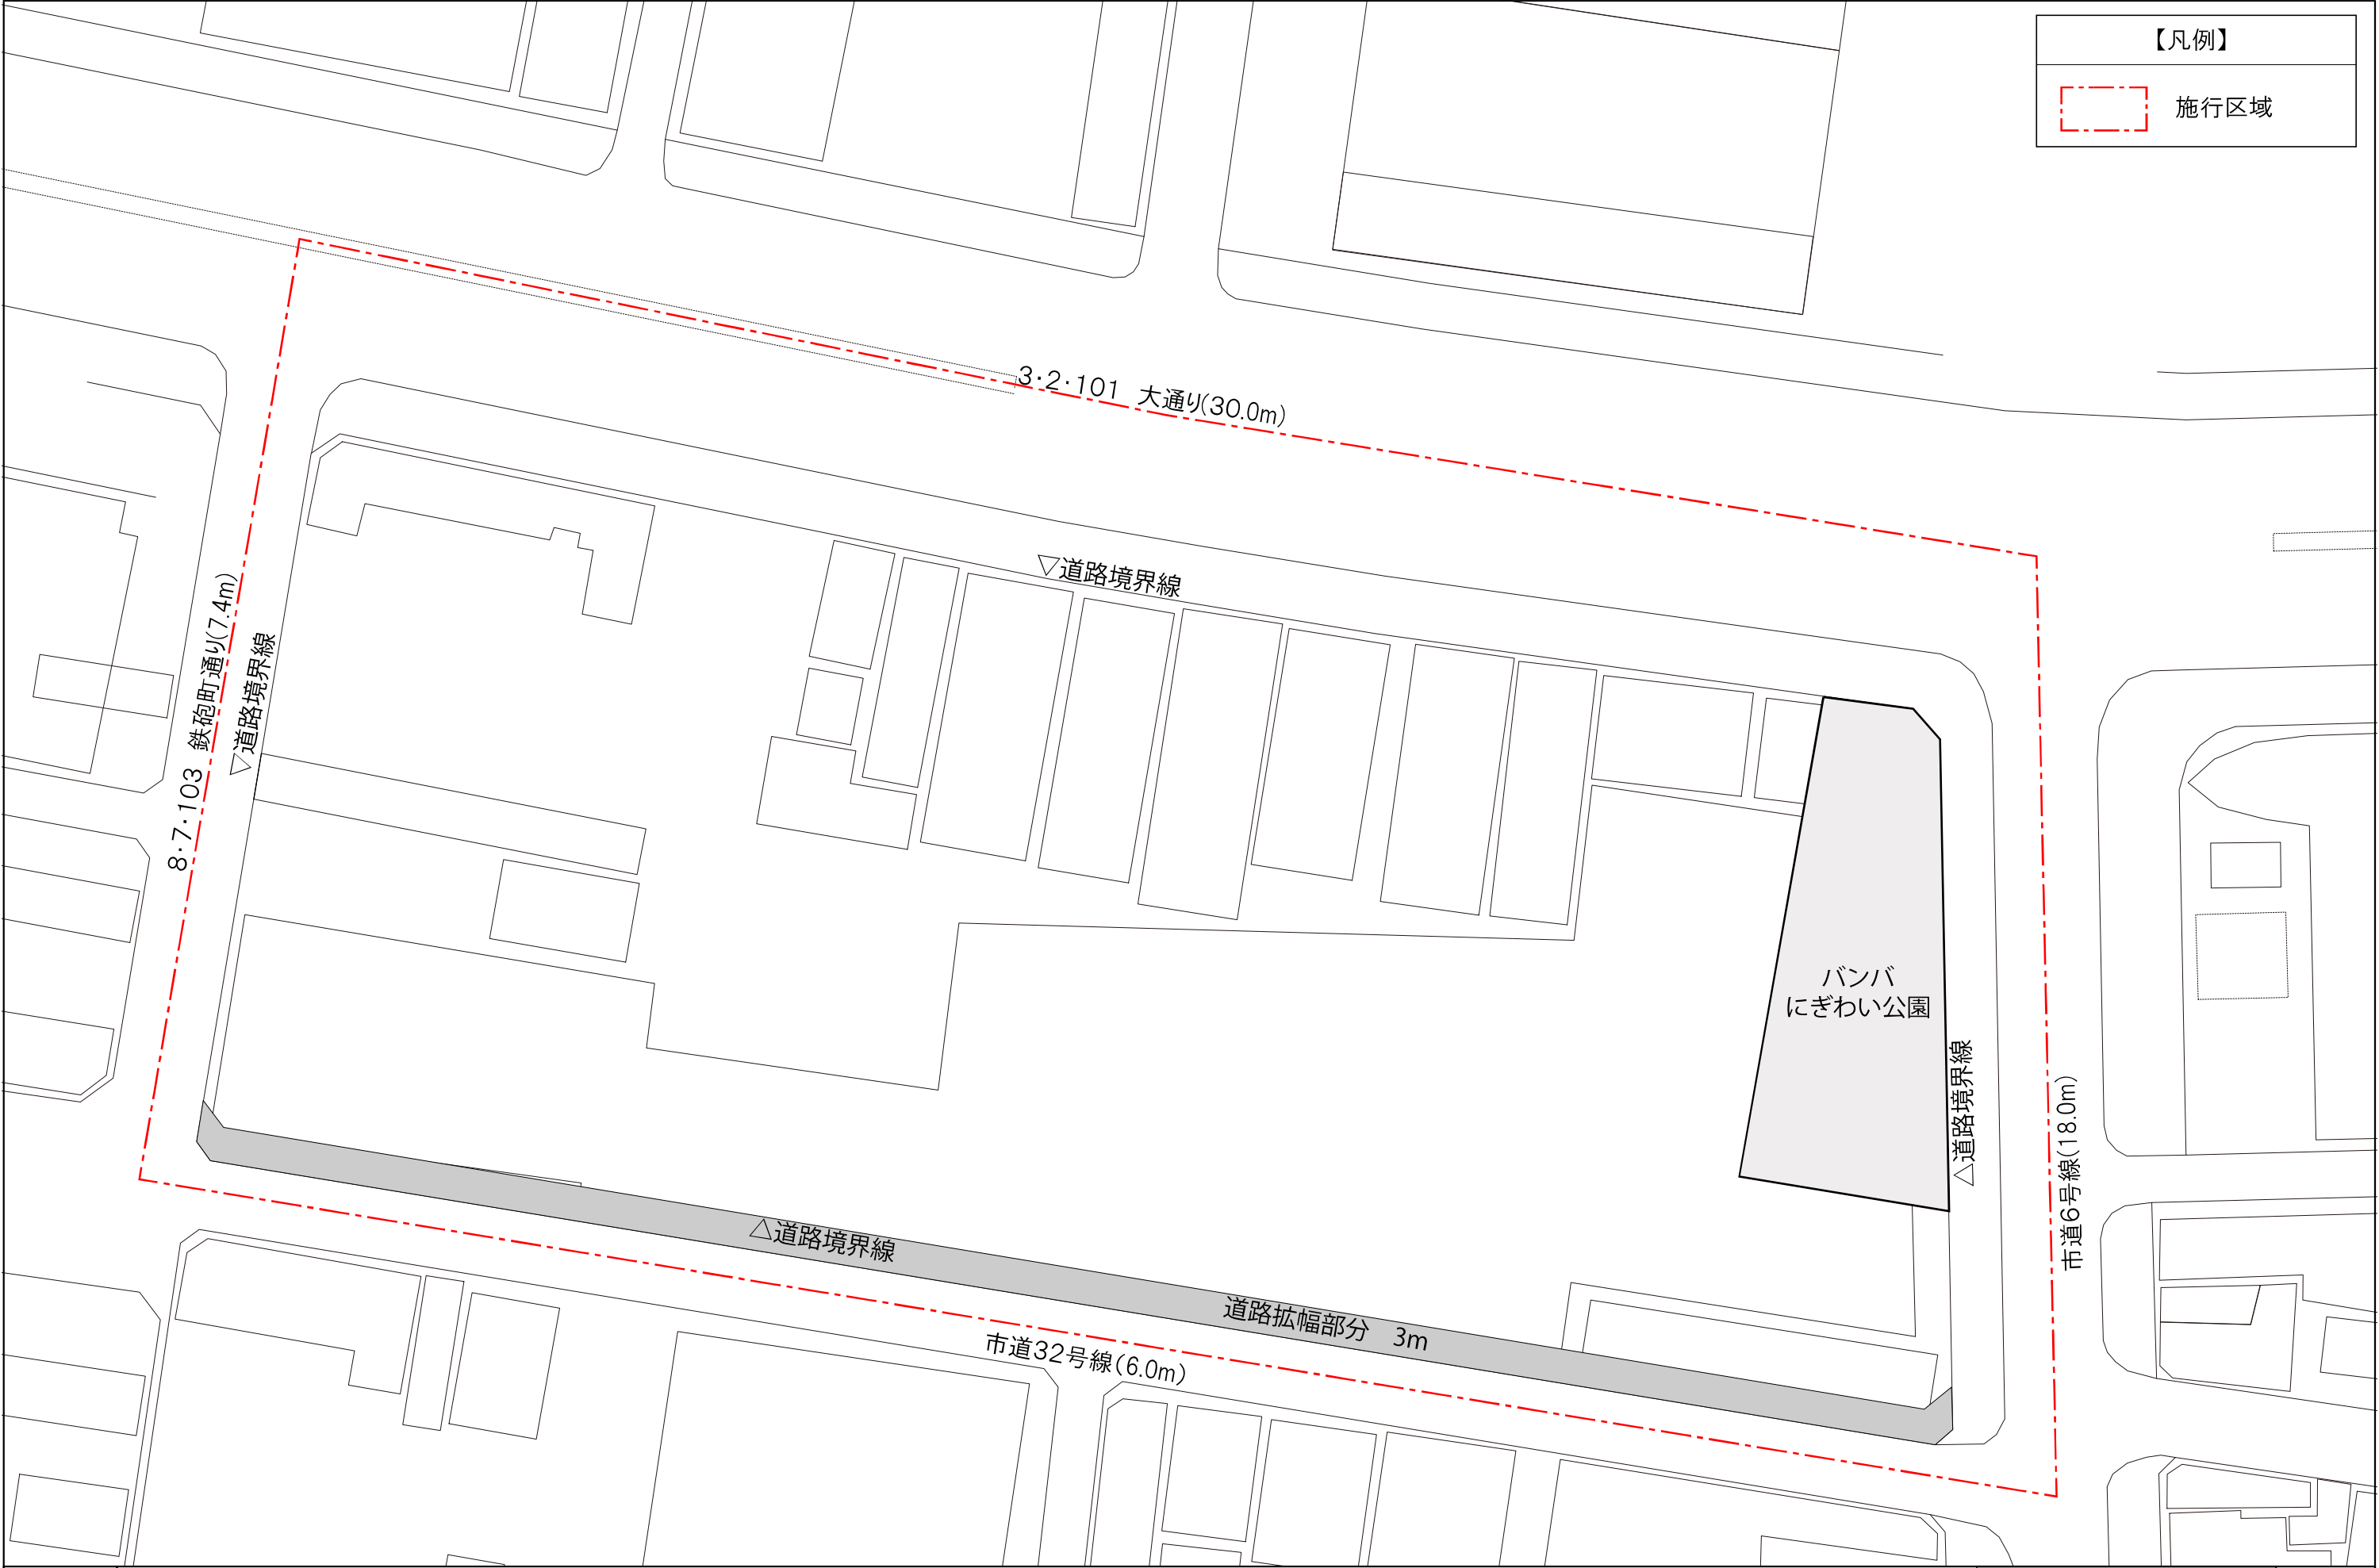 【凡例】
施行区域
3・2・101 大通り(30.0m)
▽道路境界線
8・7・103 鉄砲町通り(7.4m)
▽道路境界線
バンバ
にぎわい公園
△道路境界線
市道6号線(18.0m)
△道路境界線
道路拡幅部分 3m
市道32号線(6.0m)